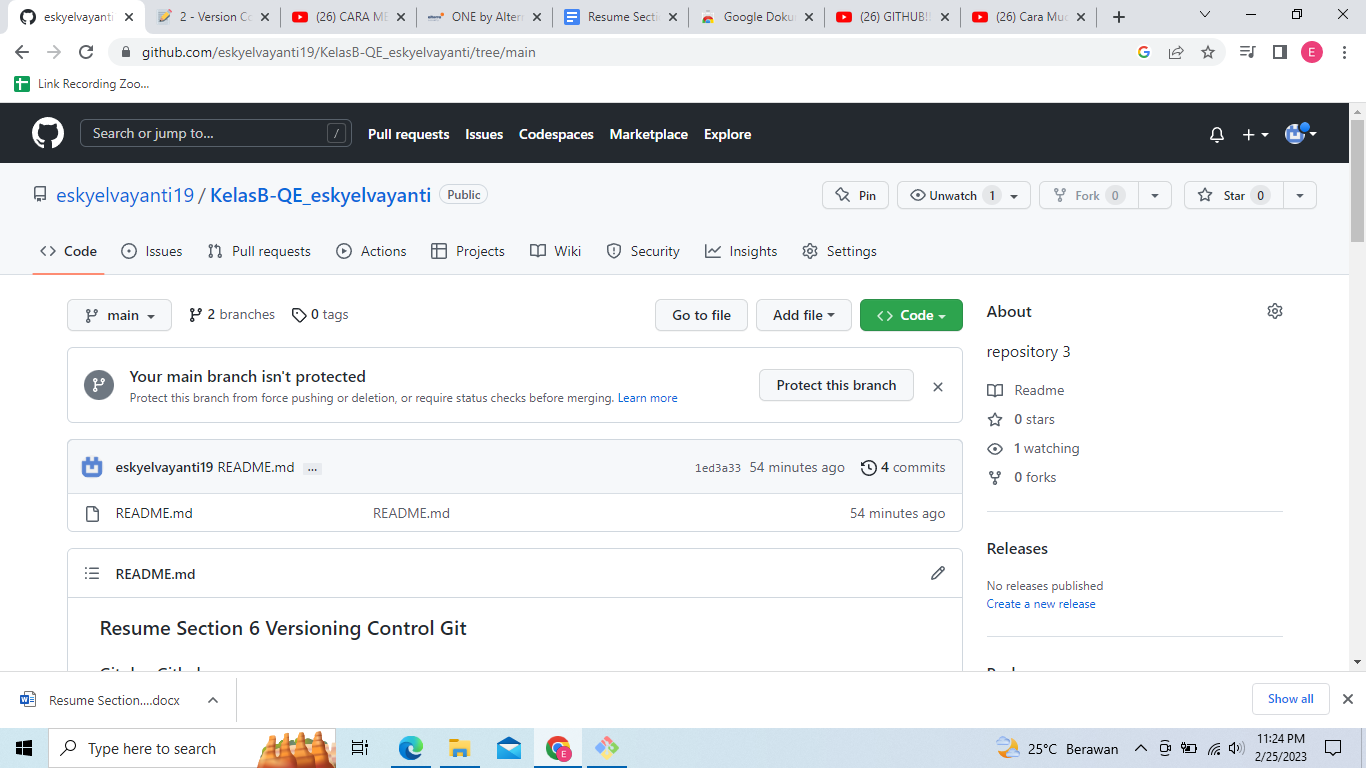 eskyelvayanti
2 - Version Co
(26) CARA ME
ONE by Alter
Resume Secti
Google Doku
(26) GITHUB!
(26) Cara Muc
github.com/eskyelvayanti19/KelasB-QE_eskyelvayanti/tree/main
E
Link Recording Zoo...
Search or jump to...
/
Pull requests
Issues
Codespaces
Marketplace
Explore
eskyelvayanti19 / KelasB-QE_eskyelvayanti
Public
Pin
Unwatch 1
Fork 0
Star 0
Code
Issues
Pull requests
Actions
Projects
Wiki
Security
Insights
Settings
main
2 branches
0 tags
Go to file
Add file
Code
Your main branch isn't protected
Protect this branch from force pushing or deletion, or require status checks before merging. Learn more
Protect this branch
eskyelvayanti19 README.md ...
1ed3a33 54 minutes ago
4 commits
README.md
README.md
54 minutes ago
README.md
Resume Section 6 Versioning Control Git
About
repository 3
Readme
0 stars
1 watching
0 forks
Releases
No releases published
Create a new release
Resume Section....docx
Show all
Type here to search
E
25°C Berawan
11:24 PM
2/25/2023